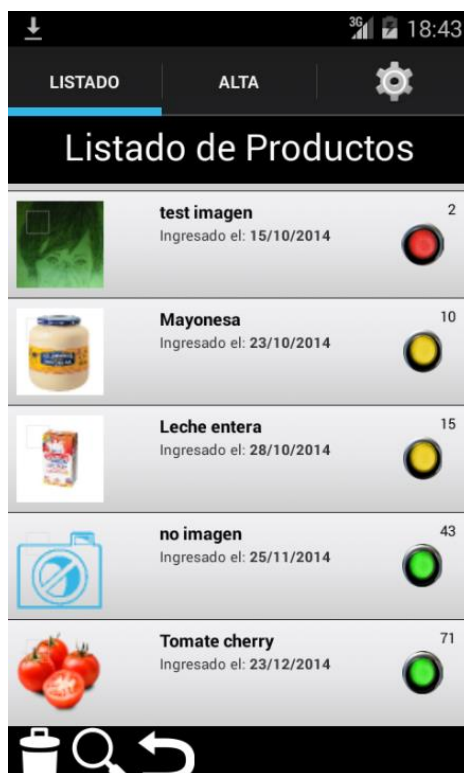 3G 18:43
LISTADO ALTA
Listado de Productos
test imagen 2
Ingresado el: 15/10/2014
Mayonesa 10
Ingresado el: 23/10/2014
Leche entera 15
Ingresado el: 28/10/2014
no imagen 43
Ingresado el: 25/11/2014
Tomate cherry 71
Ingresado el: 23/12/2014